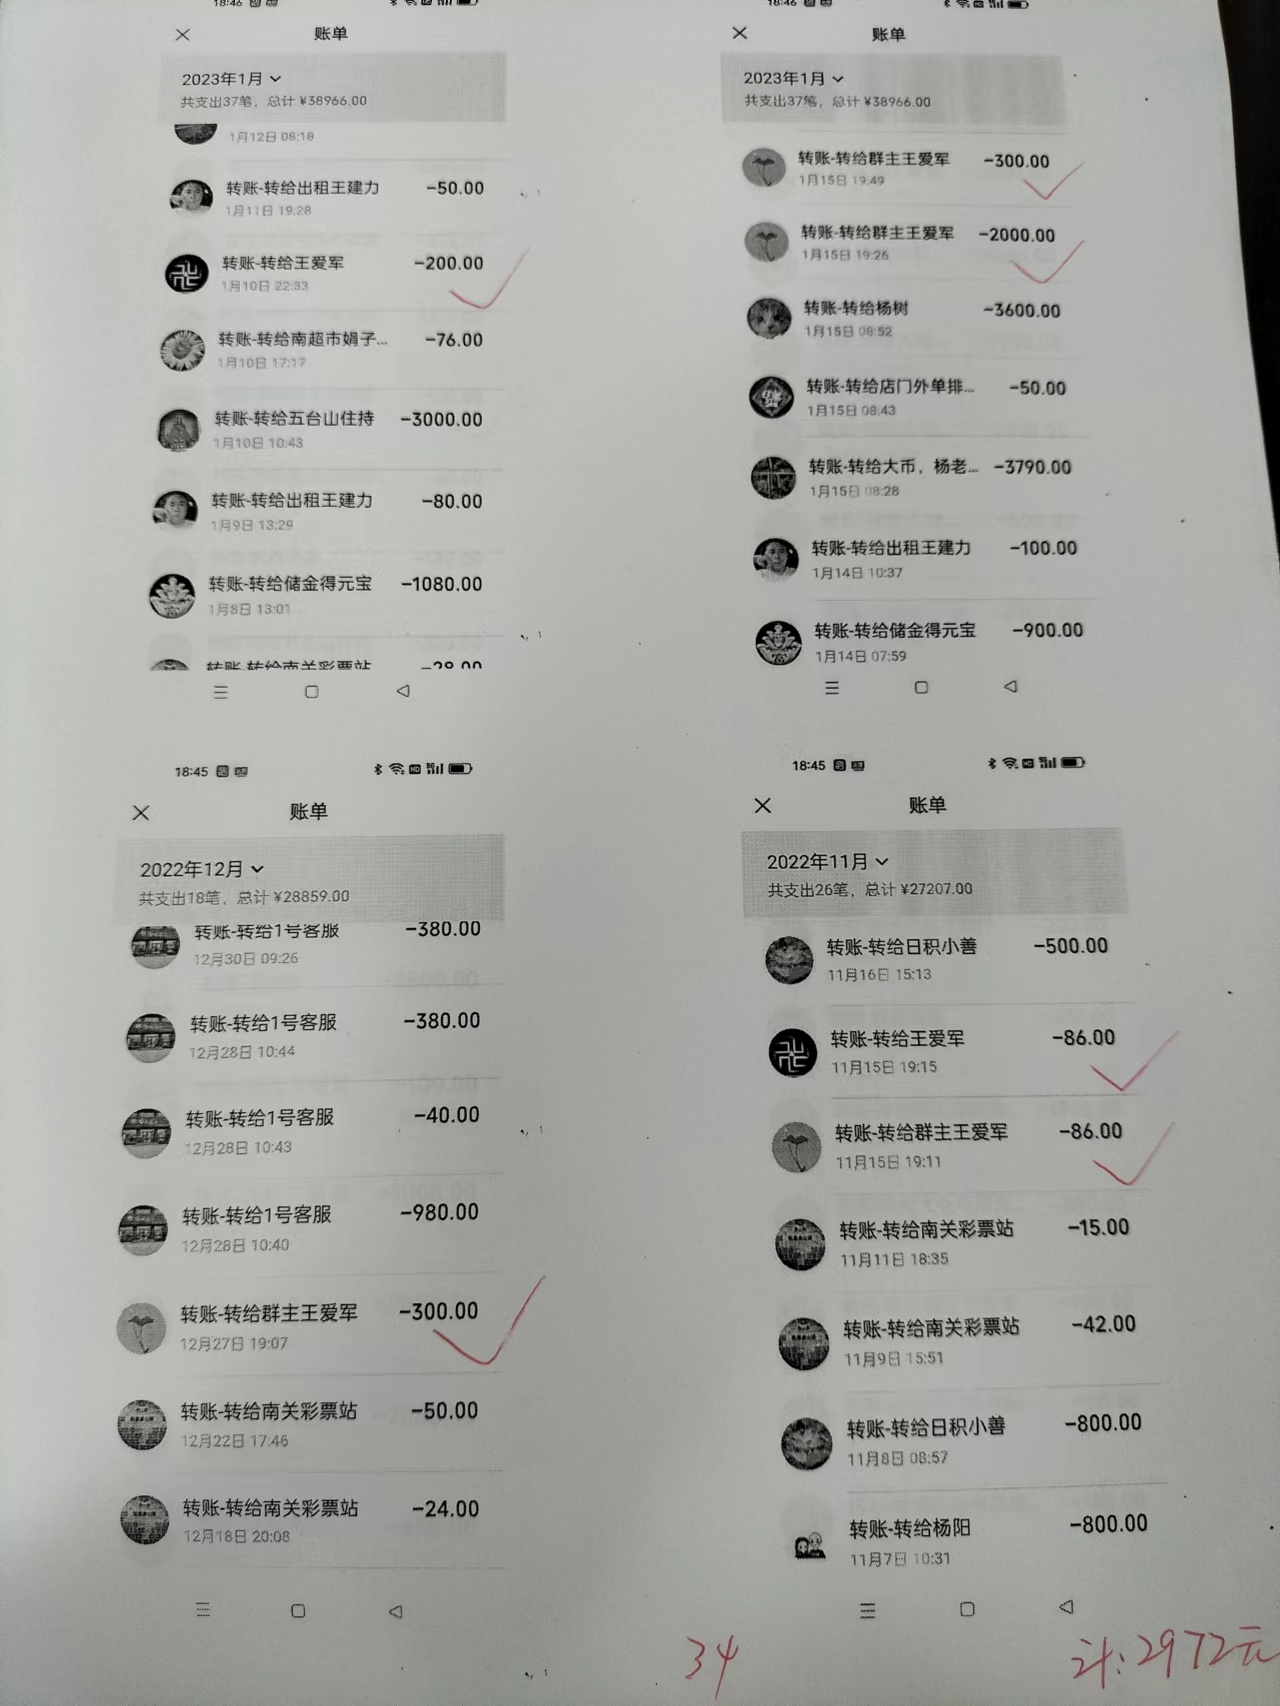 18:46
账单
2023年1月
共支出37笔，总计 ¥38966.00
1月12日 08:18
转账-转给出租王建力 -50.00
1月11日 19:28
转账-转给王爱军 -200.00
1月10日 22:33
转账-转给南超市娟子... -76.00
1月10日 17:17
转账-转给五台山住持 -3000.00
1月10日 10:43
转账-转给出租王建力 -80.00
1月9日 13:29
转账-转给储金得元宝 -1080.00
1月8日 13:01
转账-转给南关彩票站 -28.00
18:46
账单
2023年1月
共支出37笔，总计 ¥38966.00
转账-转给群主王爱军 -300.00
1月15日 19:49
转账-转给群主王爱军 -2000.00
1月15日 19:26
转账-转给杨树 -3600.00
1月15日 08:52
转账-转给店门外单排... -50.00
1月15日 08:43
转账-转给大币，杨老... -3790.00
1月15日 08:28
转账-转给出租王建力 -100.00
1月14日 10:37
转账-转给储金得元宝 -900.00
1月14日 07:59
18:45
账单
2022年12月
共支出18笔，总计 ¥28859.00
转账-转给1号客服 -380.00
12月30日 09:26
转账-转给1号客服 -380.00
12月28日 10:44
转账-转给1号客服 -40.00
12月28日 10:43
转账-转给1号客服 -980.00
12月28日 10:40
转账-转给群主王爱军 -300.00
12月27日 19:07
转账-转给南关彩票站 -50.00
12月22日 17:46
转账-转给南关彩票站 -24.00
12月18日 20:08
18:45
账单
2022年11月
共支出26笔，总计 ¥27207.00
转账-转给日积小善 -500.00
11月16日 15:13
转账-转给王爱军 -86.00
11月15日 19:15
转账-转给群主王爱军 -86.00
11月15日 19:11
转账-转给南关彩票站 -15.00
11月11日 18:35
转账-转给南关彩票站 -42.00
11月9日 15:51
转账-转给日积小善 -800.00
11月8日 08:57
转账-转给杨阳 -800.00
11月7日 10:31
34
计：2972元